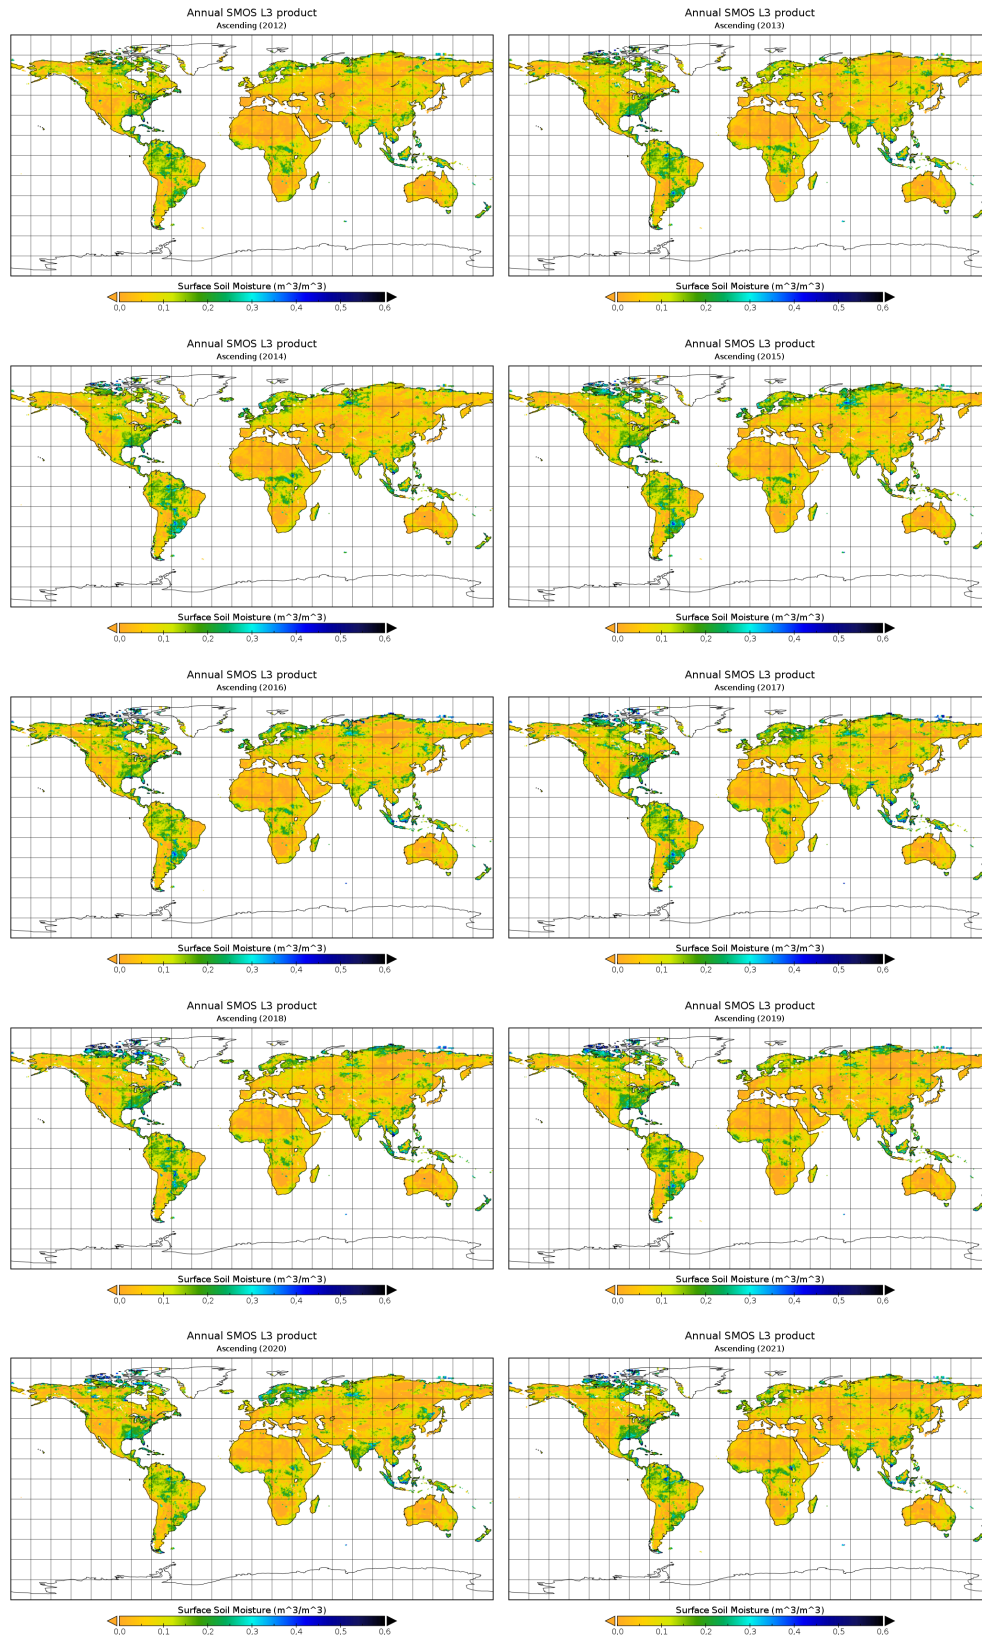 Annual SMOS L3 product
Ascending (2012)
Surface Soil Moisture (m^3/m^3)
0,0 0,1 0,2 0,3 0,4 0,5 0,6
Annual SMOS L3 product
Ascending (2013)
Surface Soil Moisture (m^3/m^3)
0,0 0,1 0,2 0,3 0,4 0,5 0,6
Annual SMOS L3 product
Ascending (2014)
Surface Soil Moisture (m^3/m^3)
0,0 0,1 0,2 0,3 0,4 0,5 0,6
Annual SMOS L3 product
Ascending (2015)
Surface Soil Moisture (m^3/m^3)
0,0 0,1 0,2 0,3 0,4 0,5 0,6
Annual SMOS L3 product
Ascending (2016)
Surface Soil Moisture (m^3/m^3)
0,0 0,1 0,2 0,3 0,4 0,5 0,6
Annual SMOS L3 product
Ascending (2017)
Surface Soil Moisture (m^3/m^3)
0,0 0,1 0,2 0,3 0,4 0,5 0,6
Annual SMOS L3 product
Ascending (2018)
Surface Soil Moisture (m^3/m^3)
0,0 0,1 0,2 0,3 0,4 0,5 0,6
Annual SMOS L3 product
Ascending (2019)
Surface Soil Moisture (m^3/m^3)
0,0 0,1 0,2 0,3 0,4 0,5 0,6
Annual SMOS L3 product
Ascending (2020)
Surface Soil Moisture (m^3/m^3)
0,0 0,1 0,2 0,3 0,4 0,5 0,6
Annual SMOS L3 product
Ascending (2021)
Surface Soil Moisture (m^3/m^3)
0,0 0,1 0,2 0,3 0,4 0,5 0,6